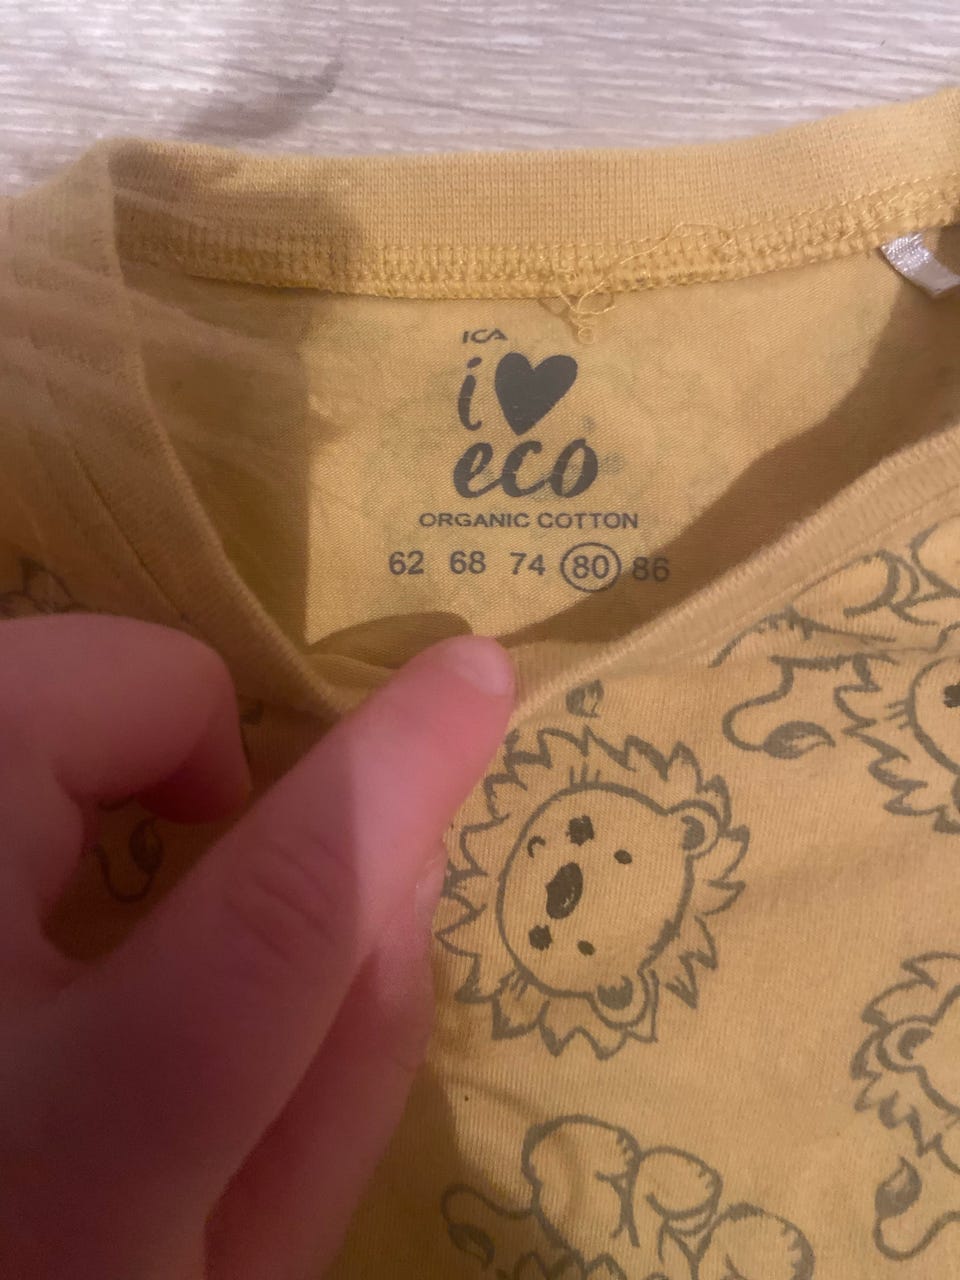 ICA
i♥
eco
ORGANIC COTTON
62 68 74 80 86